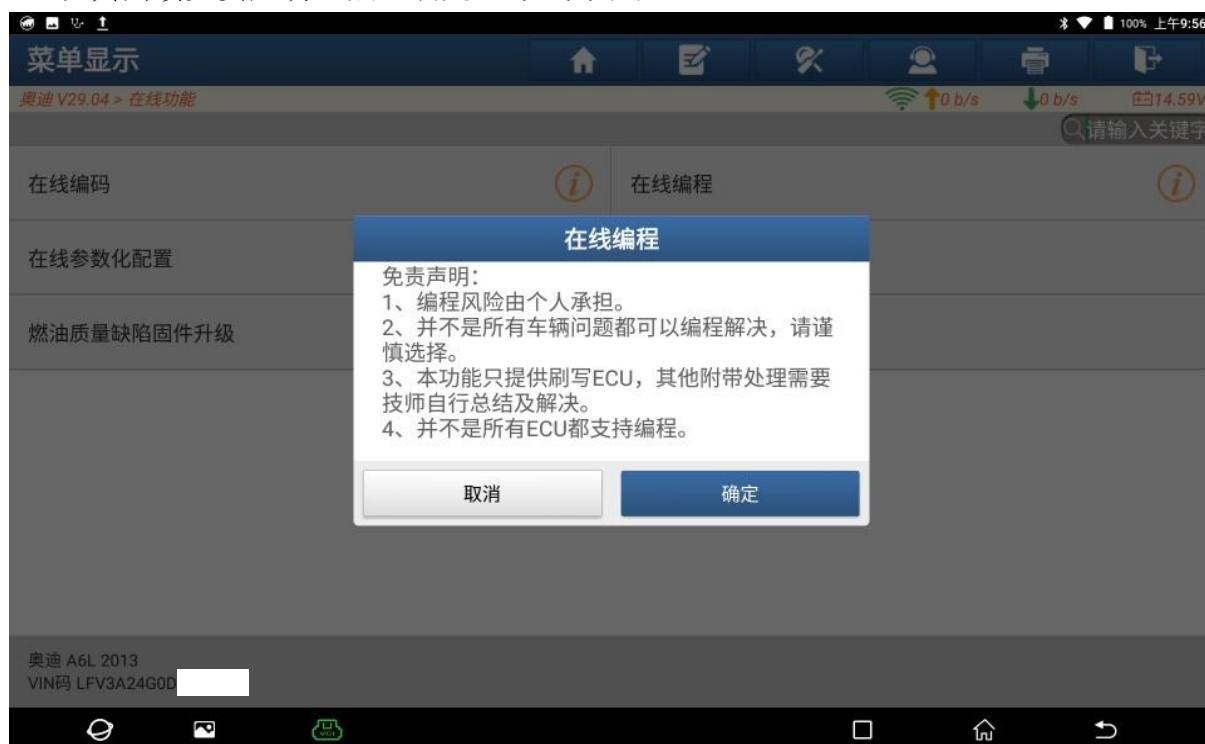 100% 上午9:56
菜单显示
奥迪 V29.04 > 在线功能
0 b/s
0 b/s
14.59V
请输入关键字
在线编码
在线编程
在线参数化配置
燃油质量缺陷固件升级
在线编程
免责声明:
1、编程风险由个人承担。
2、并不是所有车辆问题都可以编程解决，请谨
慎选择。
3、本功能只提供刷写ECU，其他附带处理需要
技师自行总结及解决。
4、并不是所有ECU都支持编程。
取消
确定
奥迪 A6L 2013
VIN码 LFV3A24G0D
VCI